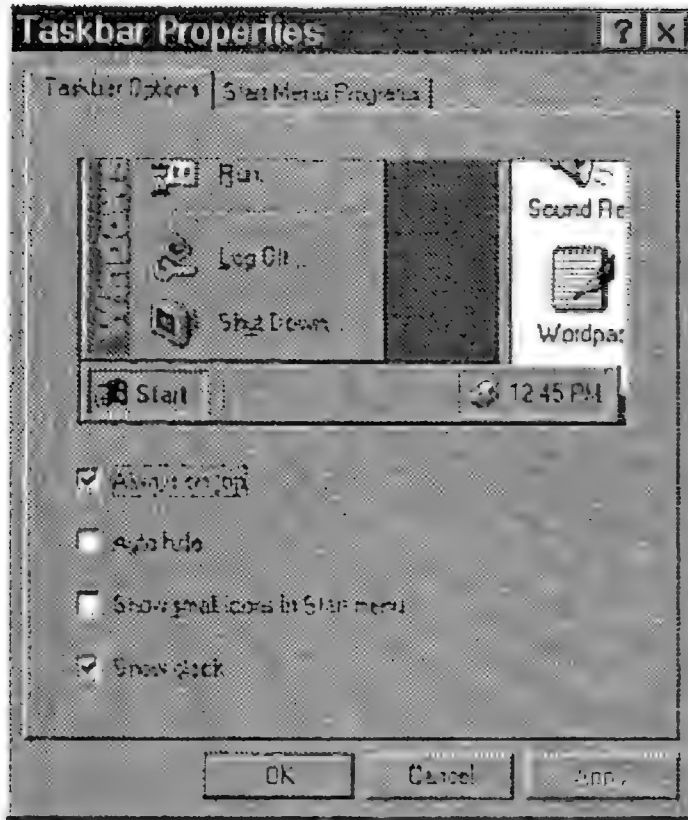 Taskbar Properties ? ×
Taskbar Options Start Menu Programs
Run...
Log Off...
Shut Down...
Sound Re
Wordpad
Start 12:45 PM
Always on top
Auto hide
Show small icons in Start menu
Show clock
OK Cancel Apply